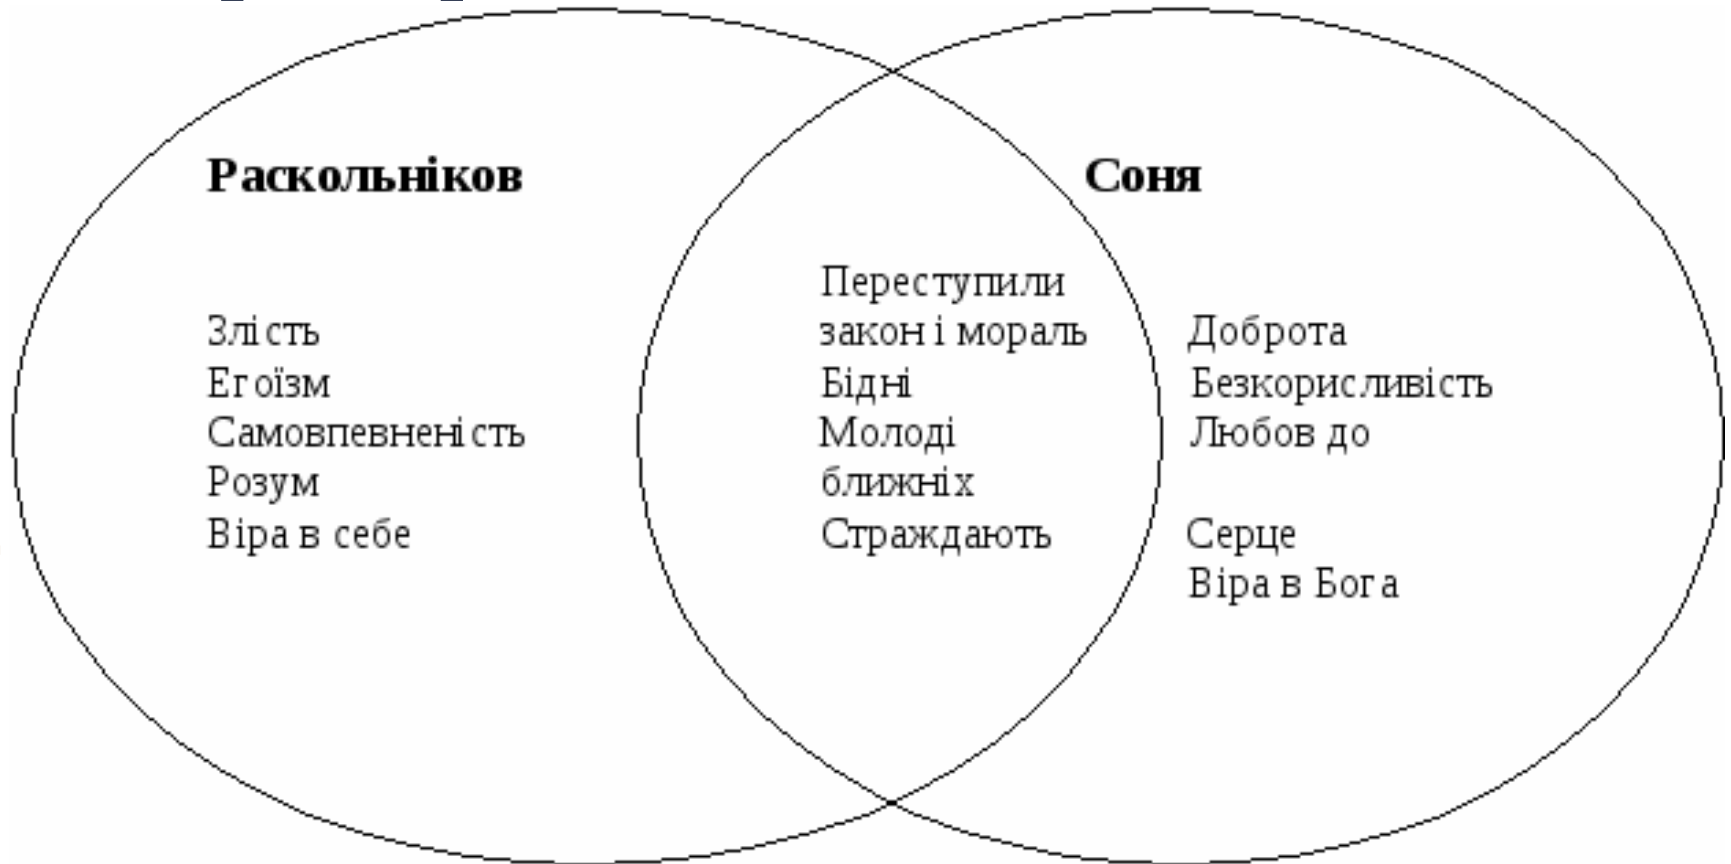 Раскольніков
Злість
Егоїзм
Самовпевненість
Розум
Віра в себе
Переступили
закон і мораль
Бідні
Молоді
ближніх
Страждають
Соня
Доброта
Безкорисливість
Любов до
Серце
Віра в Бога